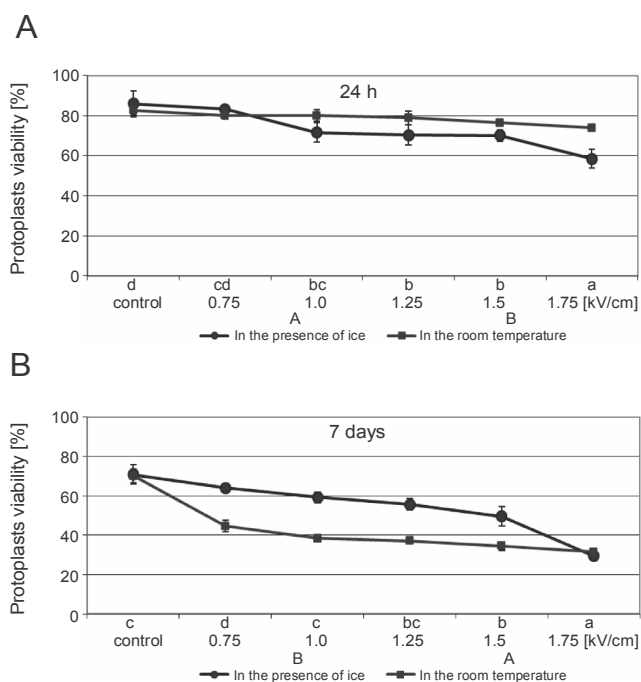 A
Protoplasts viability [%]
100
80
60
40
20
0
24 h
d cd bc b b a
control 0.75 1.0 1.25 1.5 1.75 [kV/cm]
A B
In the presence of ice In the room temperature
B
Protoplasts viability [%]
100
80
60
40
20
0
7 days
c d c bc b a
control 0.75 1.0 1.25 1.5 1.75 [kV/cm]
B A
In the presence of ice In the room temperature